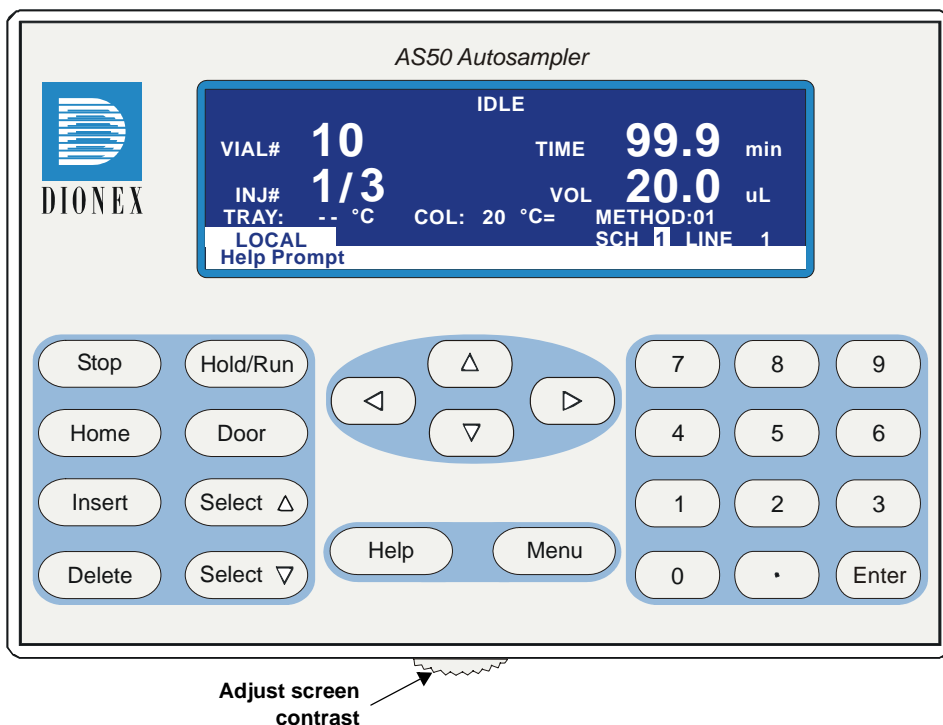 AS50 Autosampler
DIONEX
IDLE
VIAL# 10 TIME 99.9 min
INJ# 1/3 VOL 20.0 uL
TRAY: -- °C COL: 20 °C= METHOD:01
LOCAL SCH 1 LINE 1
Help Prompt
Stop Hold/Run 7 8 9
Home Door 4 5 6
Insert Select △ 1 2 3
Help Menu
Delete Select ▽ 0 . Enter
Adjust screen
contrast